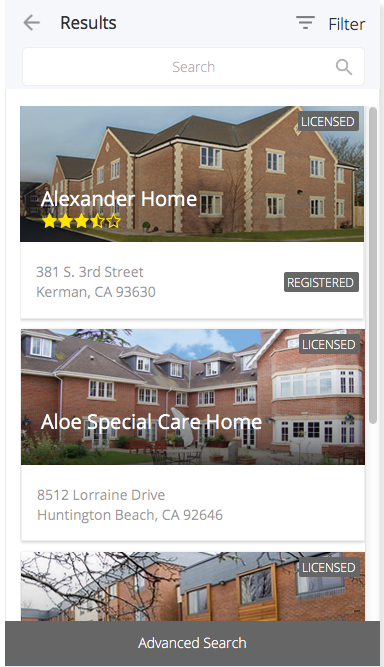 Results
Filter
Search
LICENSED
Alexander Home
381 S. 3rd Street
Kerman, CA 93630
REGISTERED
LICENSED
Aloe Special Care Home
8512 Lorraine Drive
Huntington Beach, CA 92646
LICENSED
Advanced Search